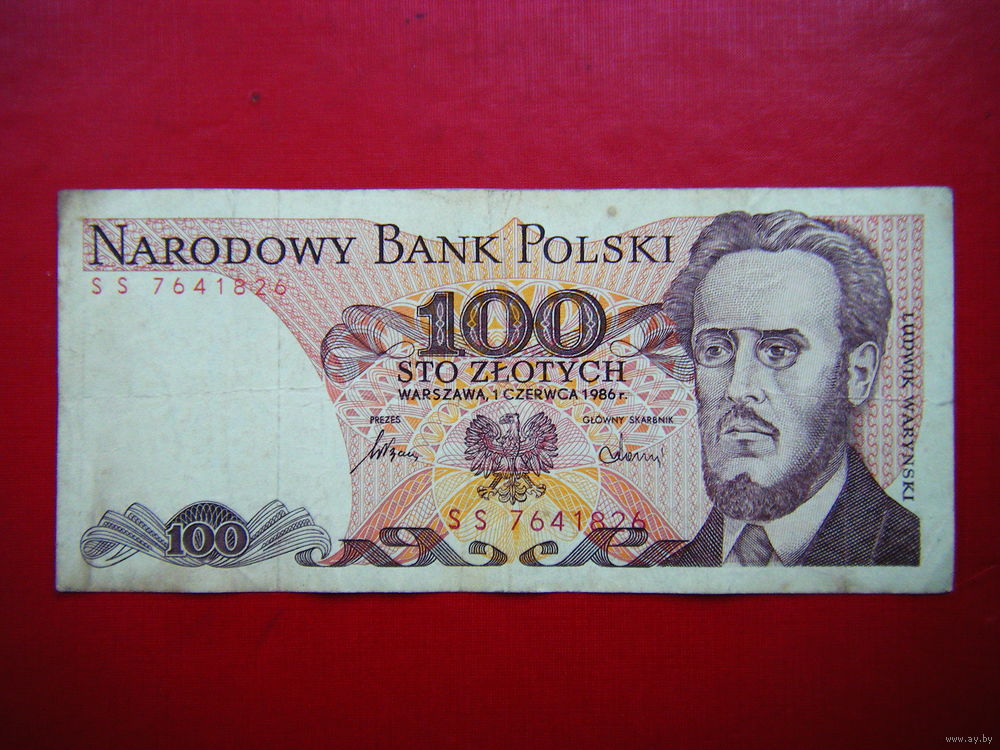 NARODOWY BANK POLSKI
SS 7641826
100
STO ZŁOTYCH
WARSZAWA, 1 CZERWCA 1986 r.
PREZES
GŁÓWNY SKARBNIK
LUDWIK WARYŃSKI
SS 7641826
100
www.ay.by